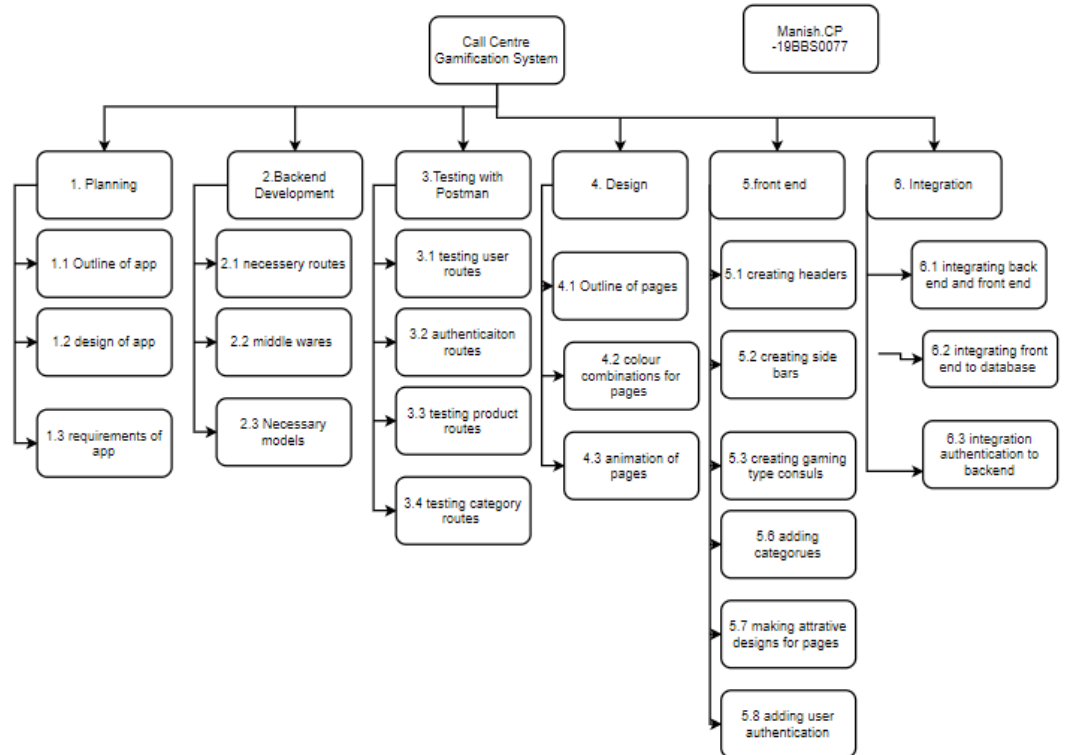 Call Centre
Gamification System
Manish.CP
-19BBS0077
1. Planning
2.Backend
Development
3.Testing with
Postman
4. Design
5.front end
6. Integration
1.1 Outline of app
1.2 design of app
1.3 requirements of
app
2.1 necessery routes
2.2 middle wares
2.3 Necessary
models
3.1 testing user
routes
3.2 authenticaiton
routes
3.3 testing product
routes
3.4 testing category
routes
4.1 Outline of pages
4.2 colour
combinations for
pages
4.3 animation of
pages
5.1 creating headers
5.2 creating side
bars
5.3 creating gaming
type consuls
5.6 adding
categorues
5.7 making attrative
designs for pages
5.8 adding user
authentication
6.1 integrating back
end and front end
6.2 integrating front
end to database
6.3 integration
authentication to
backend